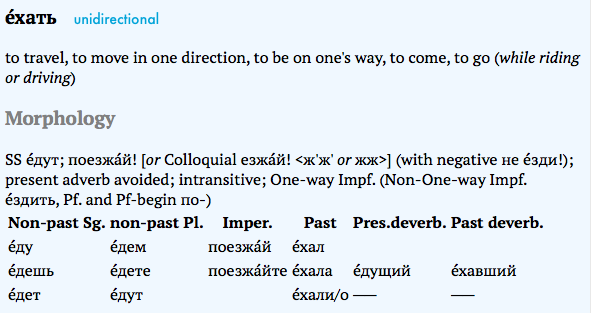 е́хать unidirectional
to travel, to move in one direction, to be on one's way, to come, to go (while riding
or driving)
Morphology
SS е́дут; поезжа́й! [or Colloquial езжа́й! <ж'ж' or жж>] (with negative не е́зди!);
present adverb avoided; intransitive; One-way Impf. (Non-One-way Impf.
е́здить, Pf. and Pf-begin по-)
Non-past Sg. non-past Pl. Imper. Past Pres.deverb. Past deverb.
е́ду е́дем поезжа́й е́хал
е́дешь е́дете поезжа́йте е́хала е́дущий е́хавший
е́дет е́дут е́хали/о —– —–